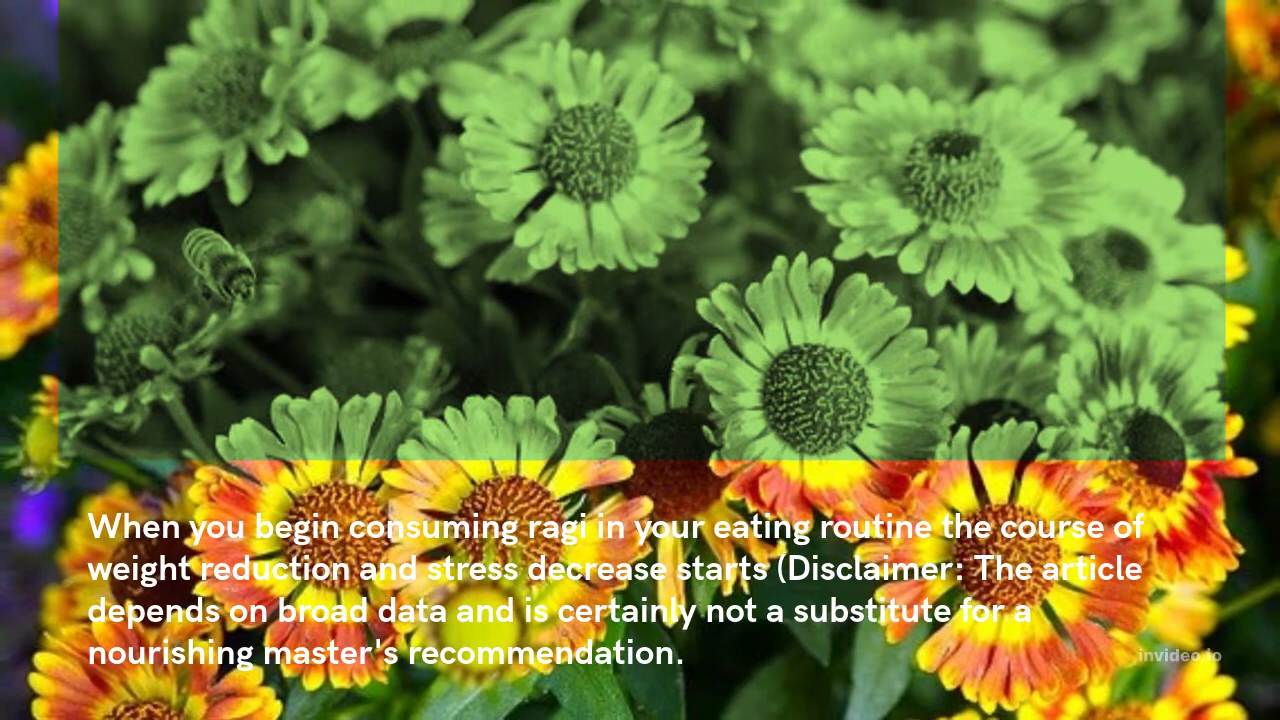 When you begin consuming ragi in your eating routine the course of
weight reduction and stress decrease starts (Disclaimer: The article
depends on broad data and is certainly not a substitute for a
nourishing master's recommendation.
invideo.io